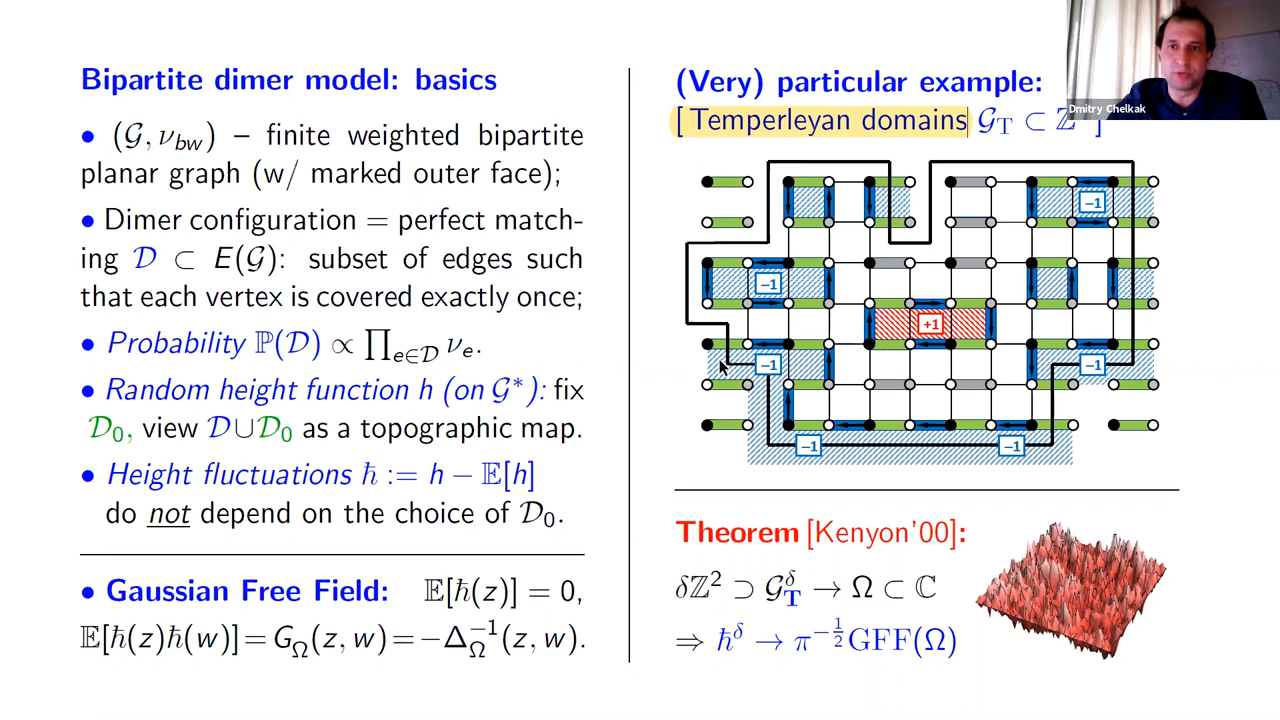 Bipartite dimer model: basics
• (𝒢, ν_bw) – finite weighted bipartite
planar graph (w/ marked outer face);
• Dimer configuration = perfect match-
ing 𝒟 ⊂ E(𝒢): subset of edges such
that each vertex is covered exactly once;
• Probability ℙ(𝒟) ∝ ∏_{e∈𝒟} ν_e.
• Random height function h (on 𝒢*): fix
𝒟₀, view 𝒟∪𝒟₀ as a topographic map.
• Height fluctuations ℏ := h − 𝔼[h]
do not depend on the choice of 𝒟₀.
• Gaussian Free Field: 𝔼[ℏ(z)] = 0,
𝔼[ℏ(z)ℏ(w)] = G_Ω(z, w) = −Δ_Ω^{−1}(z, w).
(Very) particular example:
[ Temperleyan domains 𝒢_T ⊂ ℤ ]
−1
−1
+1
−1
−1
−1
−1
Theorem [Kenyon'00]:
δℤ² ⊃ 𝒢_T^δ → Ω ⊂ ℂ
⇒ ℏ^δ → π^{−1/2} GFF(Ω)
Dmitry Chelkak